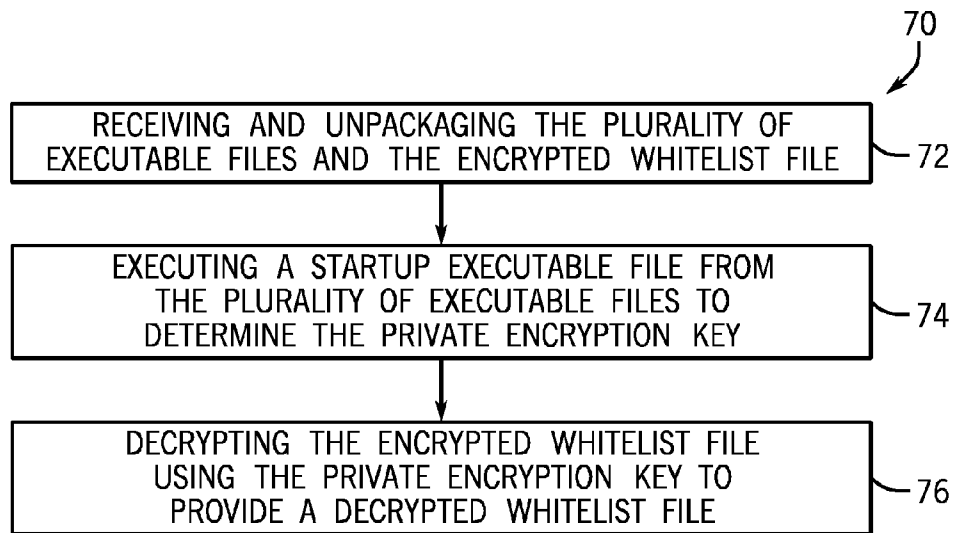 70
RECEIVING AND UNPACKAGING THE PLURALITY OF
EXECUTABLE FILES AND THE ENCRYPTED WHITELIST FILE
72
EXECUTING A STARTUP EXECUTABLE FILE FROM
THE PLURALITY OF EXECUTABLE FILES TO
DETERMINE THE PRIVATE ENCRYPTION KEY
74
DECRYPTING THE ENCRYPTED WHITELIST FILE
USING THE PRIVATE ENCRYPTION KEY TO
PROVIDE A DECRYPTED WHITELIST FILE
76